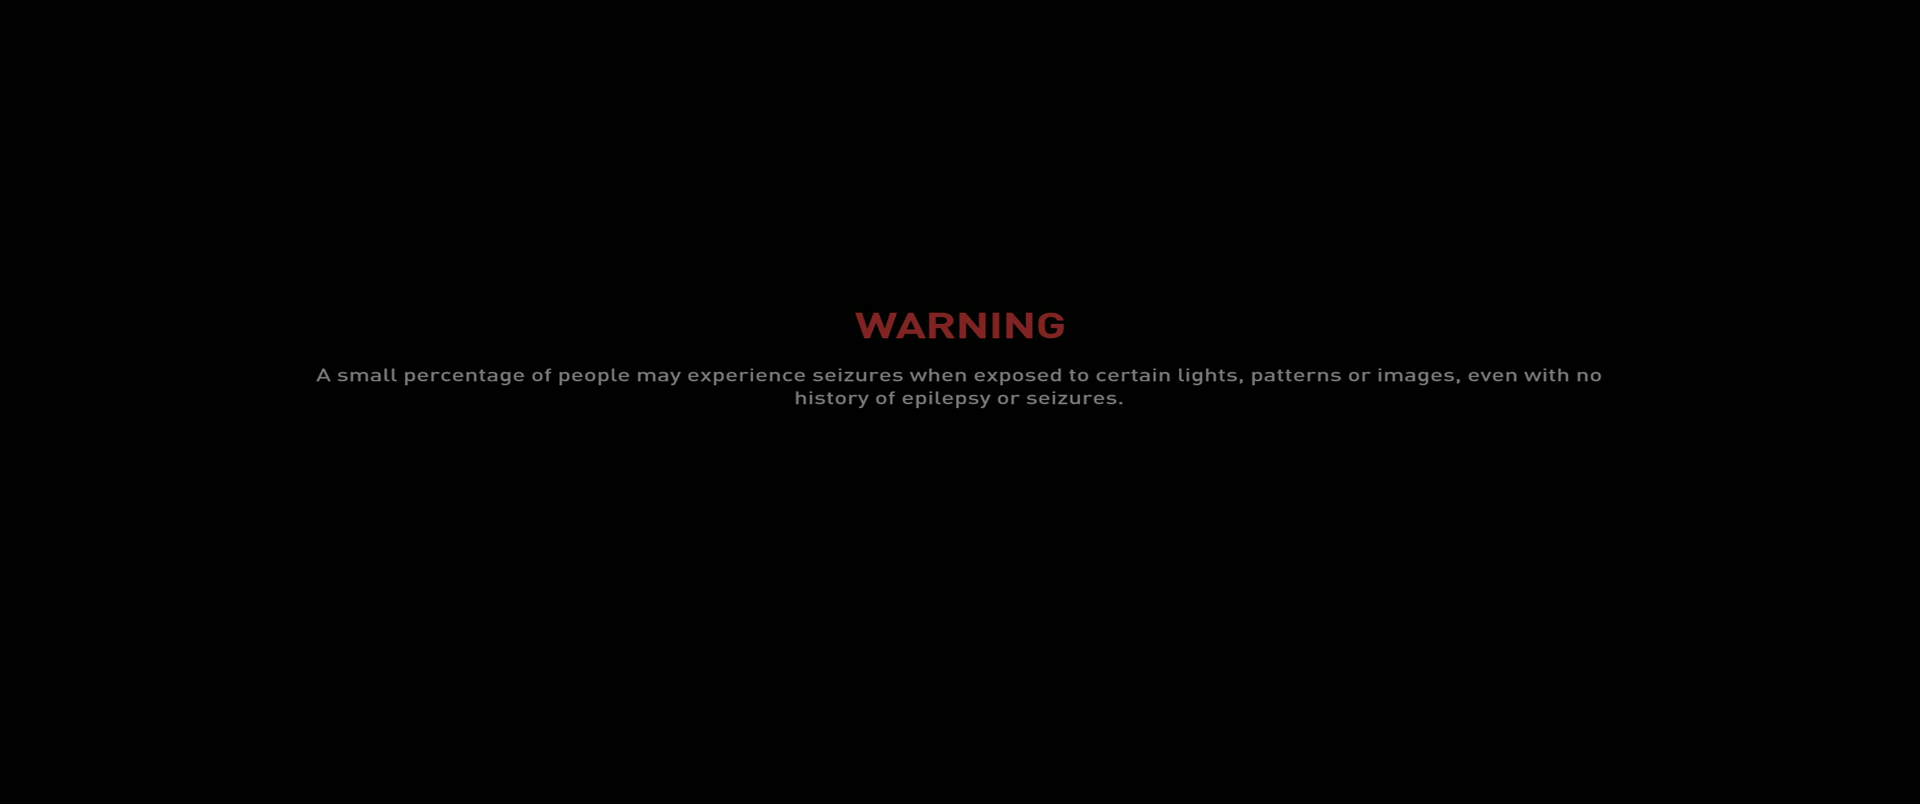 WARNING
A small percentage of people may experience seizures when exposed to certain lights, patterns or images, even with no
history of epilepsy or seizures.